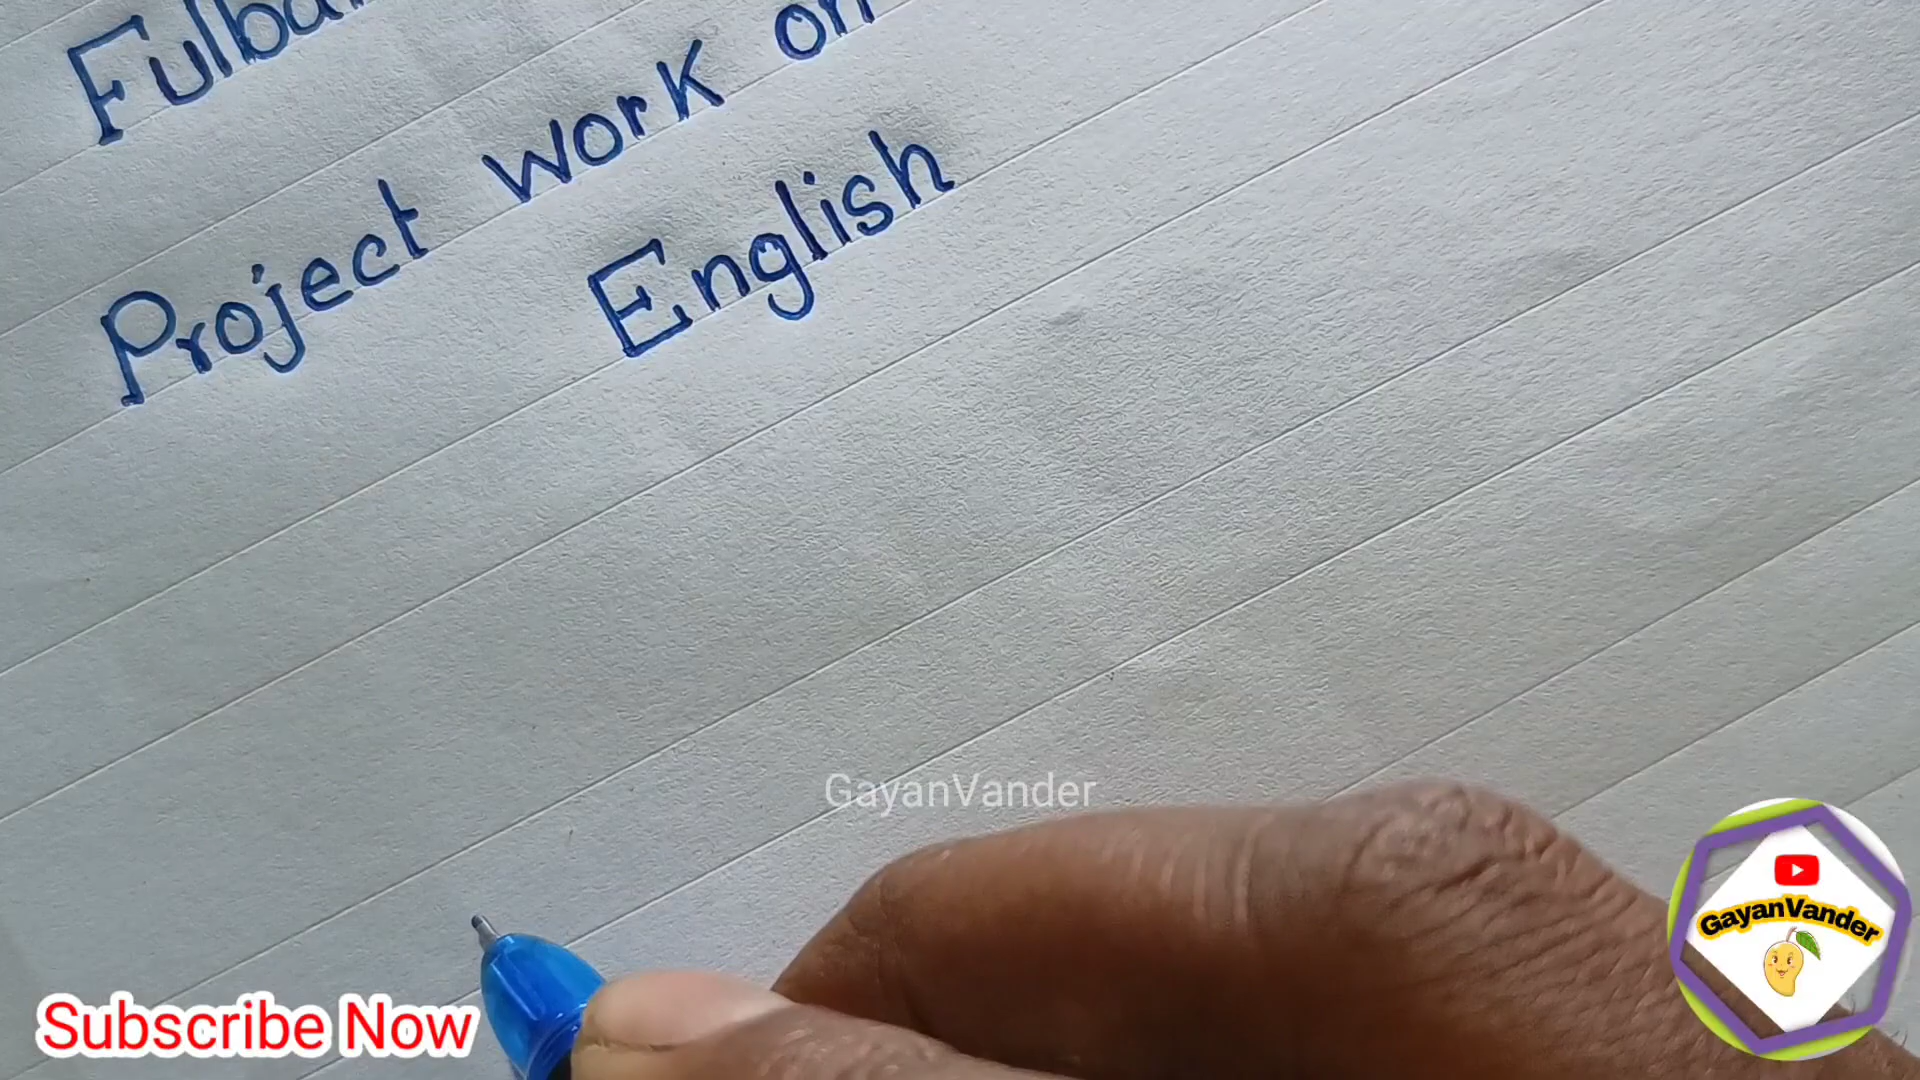 Project work on
English
GayanVander
Subscribe Now
GayanVander